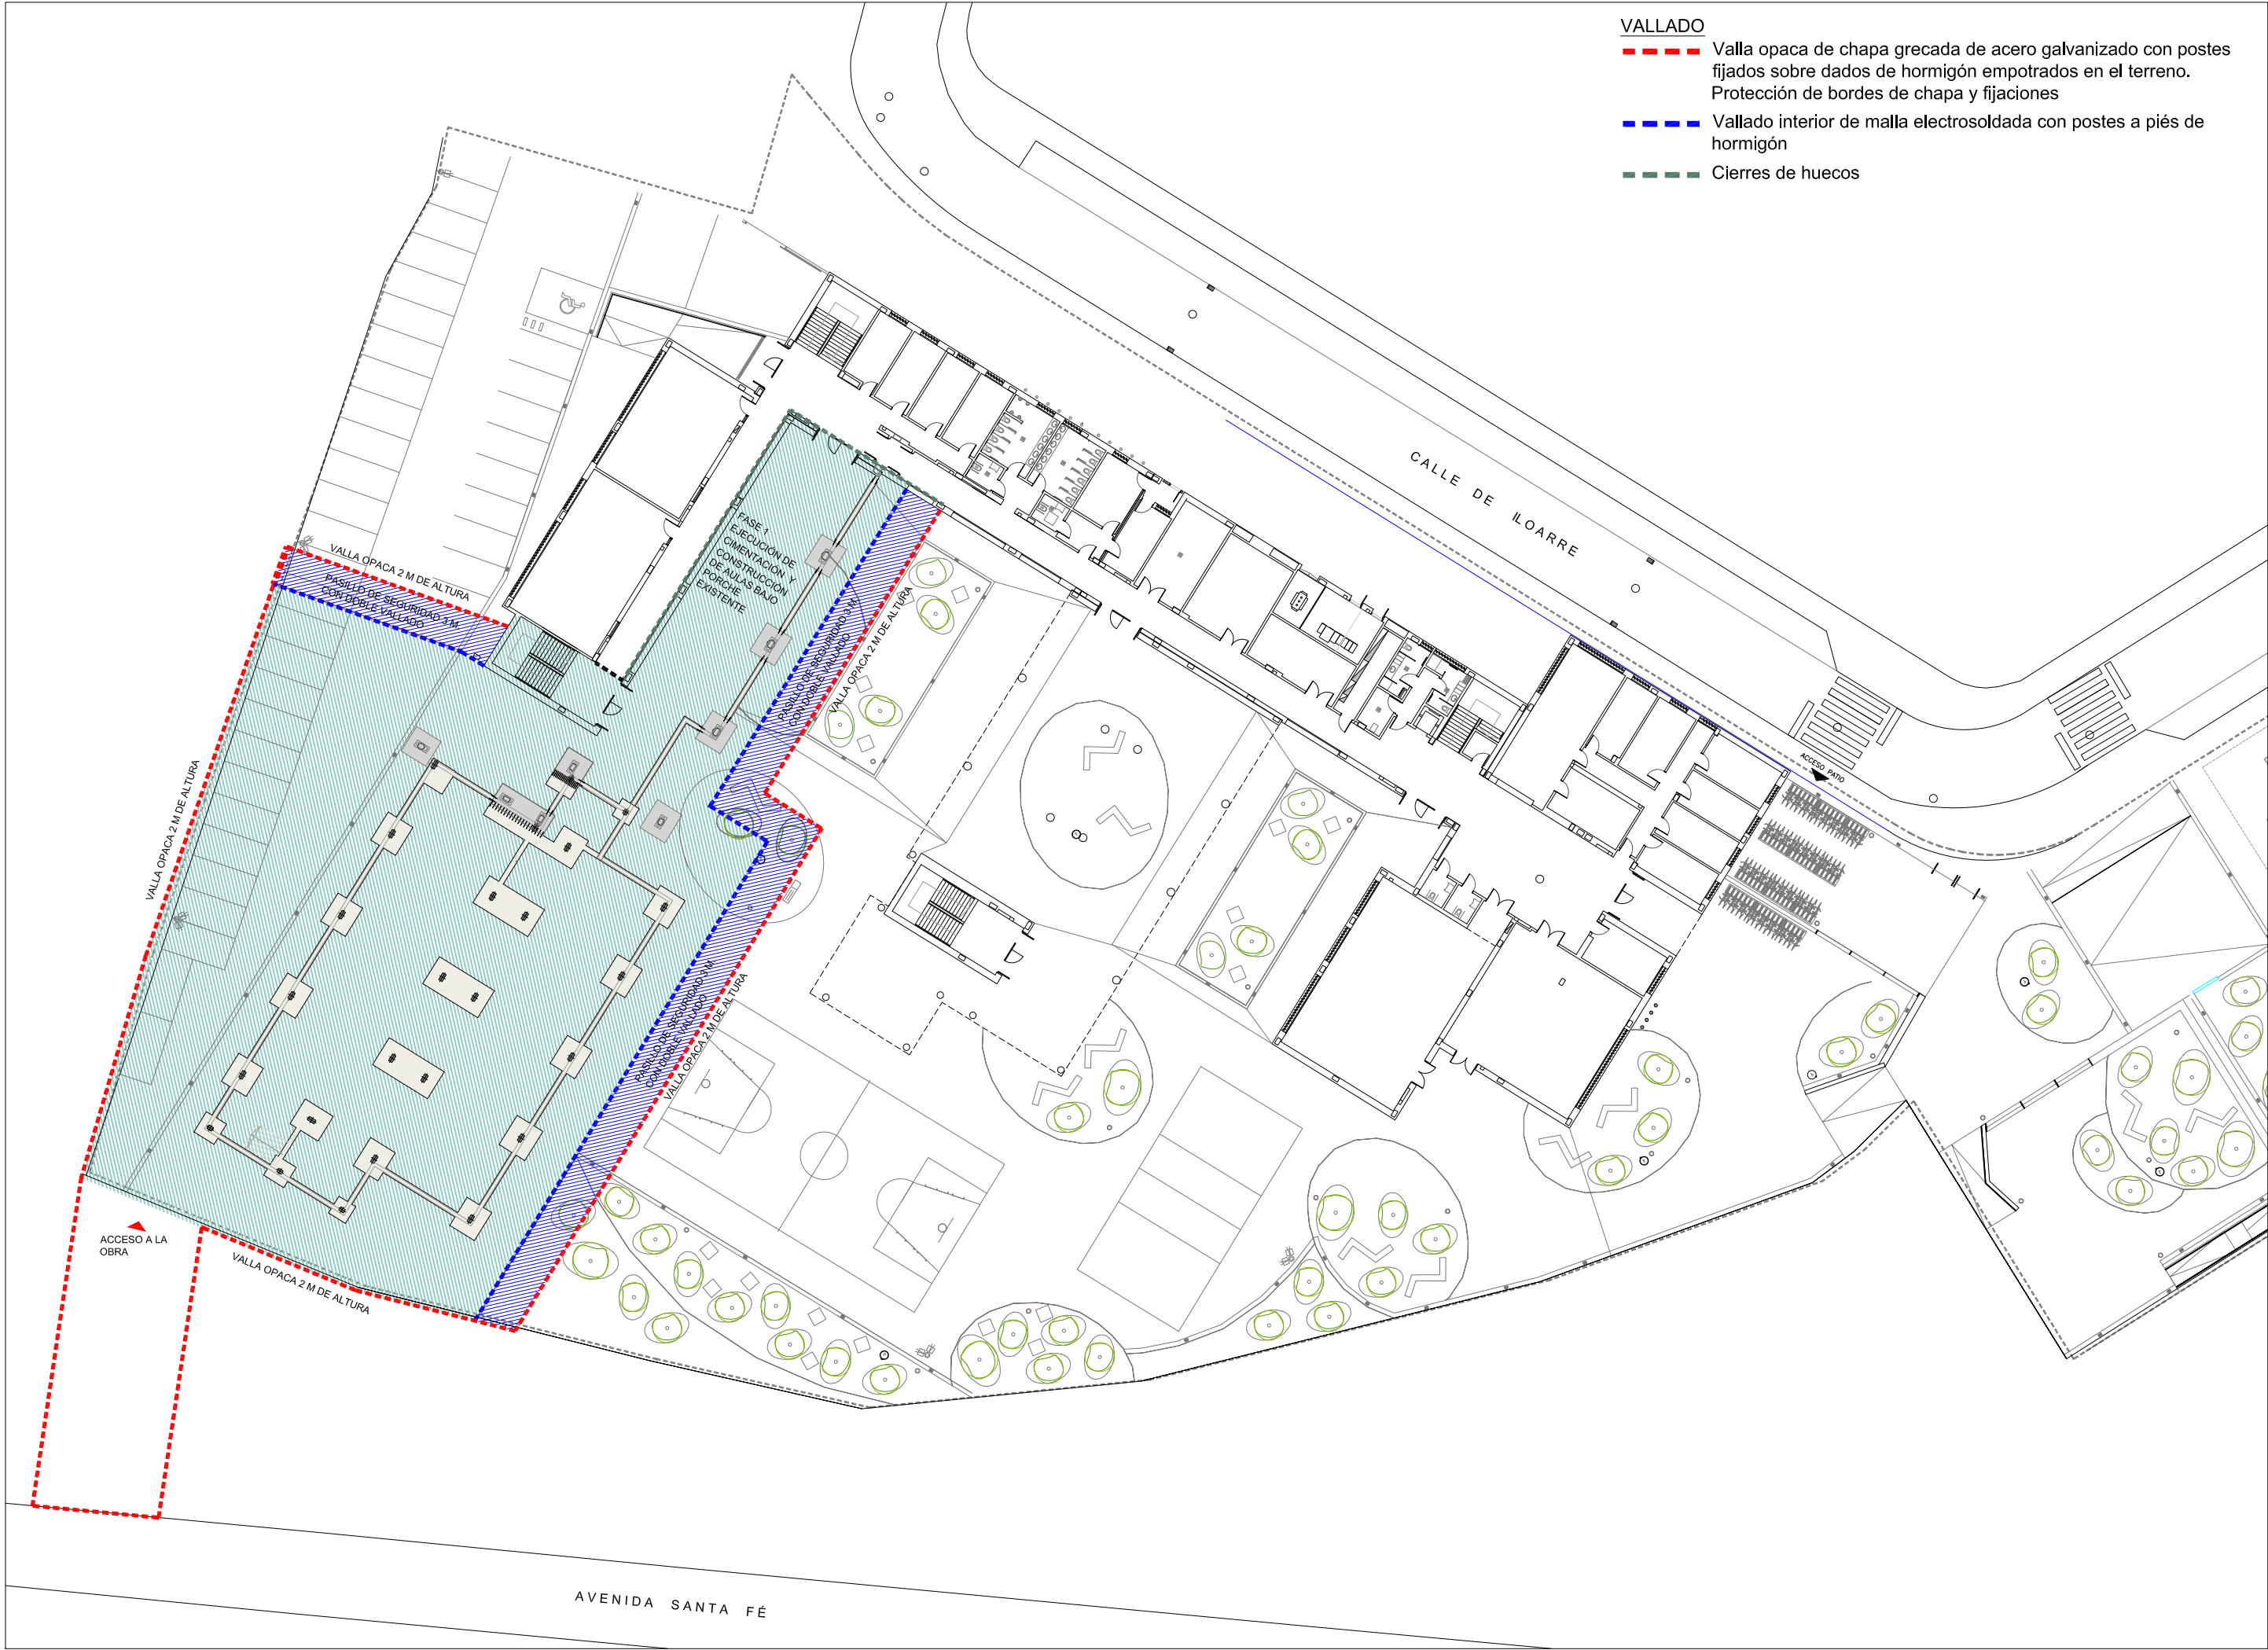 VALLADO
Valla opaca de chapa grecada de acero galvanizado con postes
fijados sobre dados de hormigón empotrados en el terreno.
Protección de bordes de chapa y fijaciones
Vallado interior de malla electrosoldada con postes a piés de
hormigón
Cierres de huecos
CALLE DE ILOARRE
ACCESO PATIO
VALLA OPACA 2 M DE ALTURA
PASILLO DE SEGURIDAD 3 M.
CON DOBLE VALLADO
FASE 1
EJECUCIÓN DE
CIMENTACIÓN Y
CONSTRUCCIÓN
DE AULAS BAJO
PORCHE
EXISTENTE
PASILLO DE SEGURIDAD 3 M.
CON DOBLE VALLADO
VALLA OPACA 2 M DE ALTURA
VALLA OPACA 2 M DE ALTURA
PASILLO DE SEGURIDAD 3 M.
CON DOBLE VALLADO
VALLA OPACA 2 M DE ALTURA
ACCESO A LA
OBRA
VALLA OPACA 2 M DE ALTURA
AVENIDA SANTA FÉ